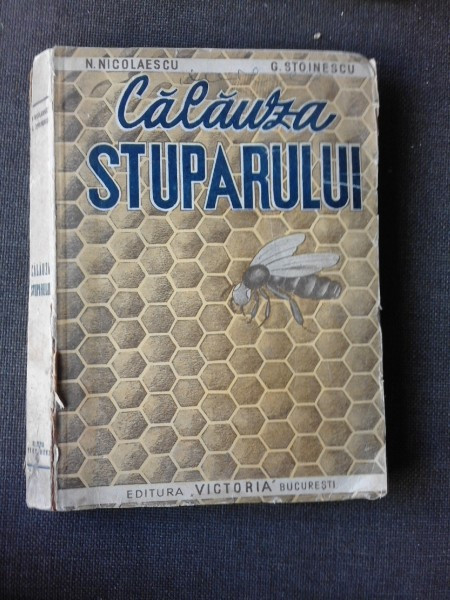 N. NICOLAESCU G. STOINESCU
Călăuza
STUPARULUI
EDITURA „VICTORIA" BUCUREȘTI
CĂLĂUZA
STUPARULUI